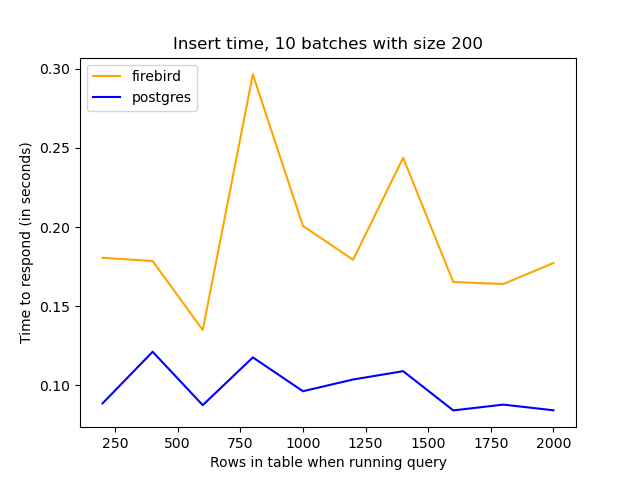 Insert time, 10 batches with size 200
firebird
postgres
0.30
0.25
0.20
0.15
0.10
Time to respond (in seconds)
250
500
750
1000
1250
1500
1750
2000
Rows in table when running query